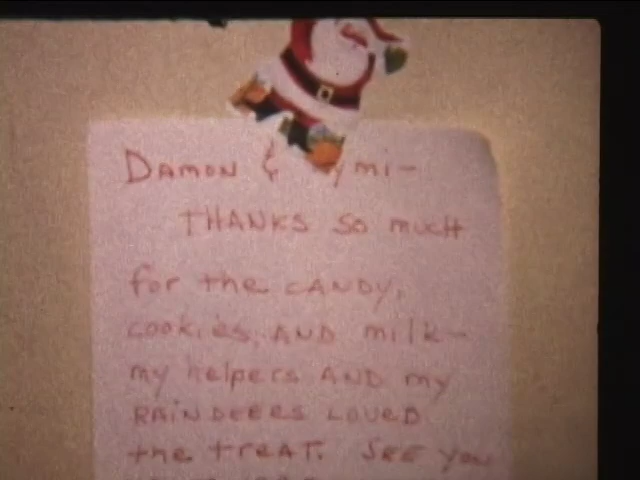 DAMON & mi-
THANKS SO much
for the CANDY,
cookies, AND milk-
my helpers AND my
RAINDEERS LOVED
the TREAT. SEE YOU